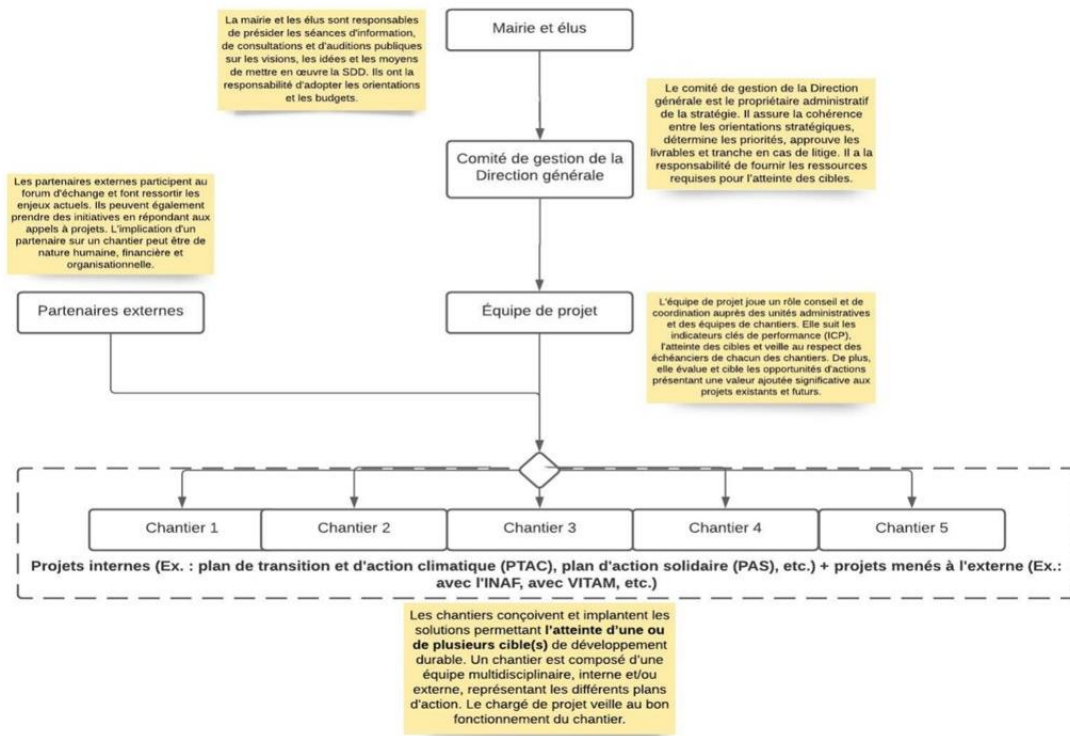 La mairie et les élus sont responsables
de présider les séances d'information,
de consultations et d'auditions publiques
sur les visions, les idées et les moyens
de mettre en œuvre la SDD. Ils ont la
responsabilité d'adopter les orientations
et les budgets.
Mairie et élus
Le comité de gestion de la Direction
générale est le propriétaire administratif
de la stratégie. Il assure la cohérence
entre les orientations stratégiques,
détermine les priorités, approuve les
livrables et tranche en cas de litige. Il a la
responsabilité de fournir les ressources
requises pour l'atteinte des cibles.
Comité de gestion de la
Direction générale
Les partenaires externes participent au
forum d'échange et font ressortir les
enjeux actuels. Ils peuvent également
prendre des initiatives en répondant aux
appels à projets. L'implication d'un
partenaire sur un chantier peut être de
nature humaine, financière et
organisationnelle.
Partenaires externes
Équipe de projet
L'équipe de projet joue un rôle conseil et de
coordination auprès des unités administratives
et des équipes de chantiers. Elle suit les
indicateurs clés de performance (ICP),
l'atteinte des cibles et veille au respect des
échéanciers de chacun des chantiers. De plus,
elle évalue et cible les opportunités d'actions
présentant une valeur ajoutée significative aux
projets existants et futurs.
Chantier 1
Chantier 2
Chantier 3
Chantier 4
Chantier 5
Projets internes (Ex. : plan de transition et d'action climatique (PTAC), plan d'action solidaire (PAS), etc.) + projets menés à l'externe (Ex.:
avec l'INAF, avec VITAM, etc.)
Les chantiers conçoivent et implantent les
solutions permettant l'atteinte d'une ou
de plusieurs cible(s) de développement
durable. Un chantier est composé d'une
équipe multidisciplinaire, interne et/ou
externe, représentant les différents plans
d'action. Le chargé de projet veille au bon
fonctionnement du chantier.